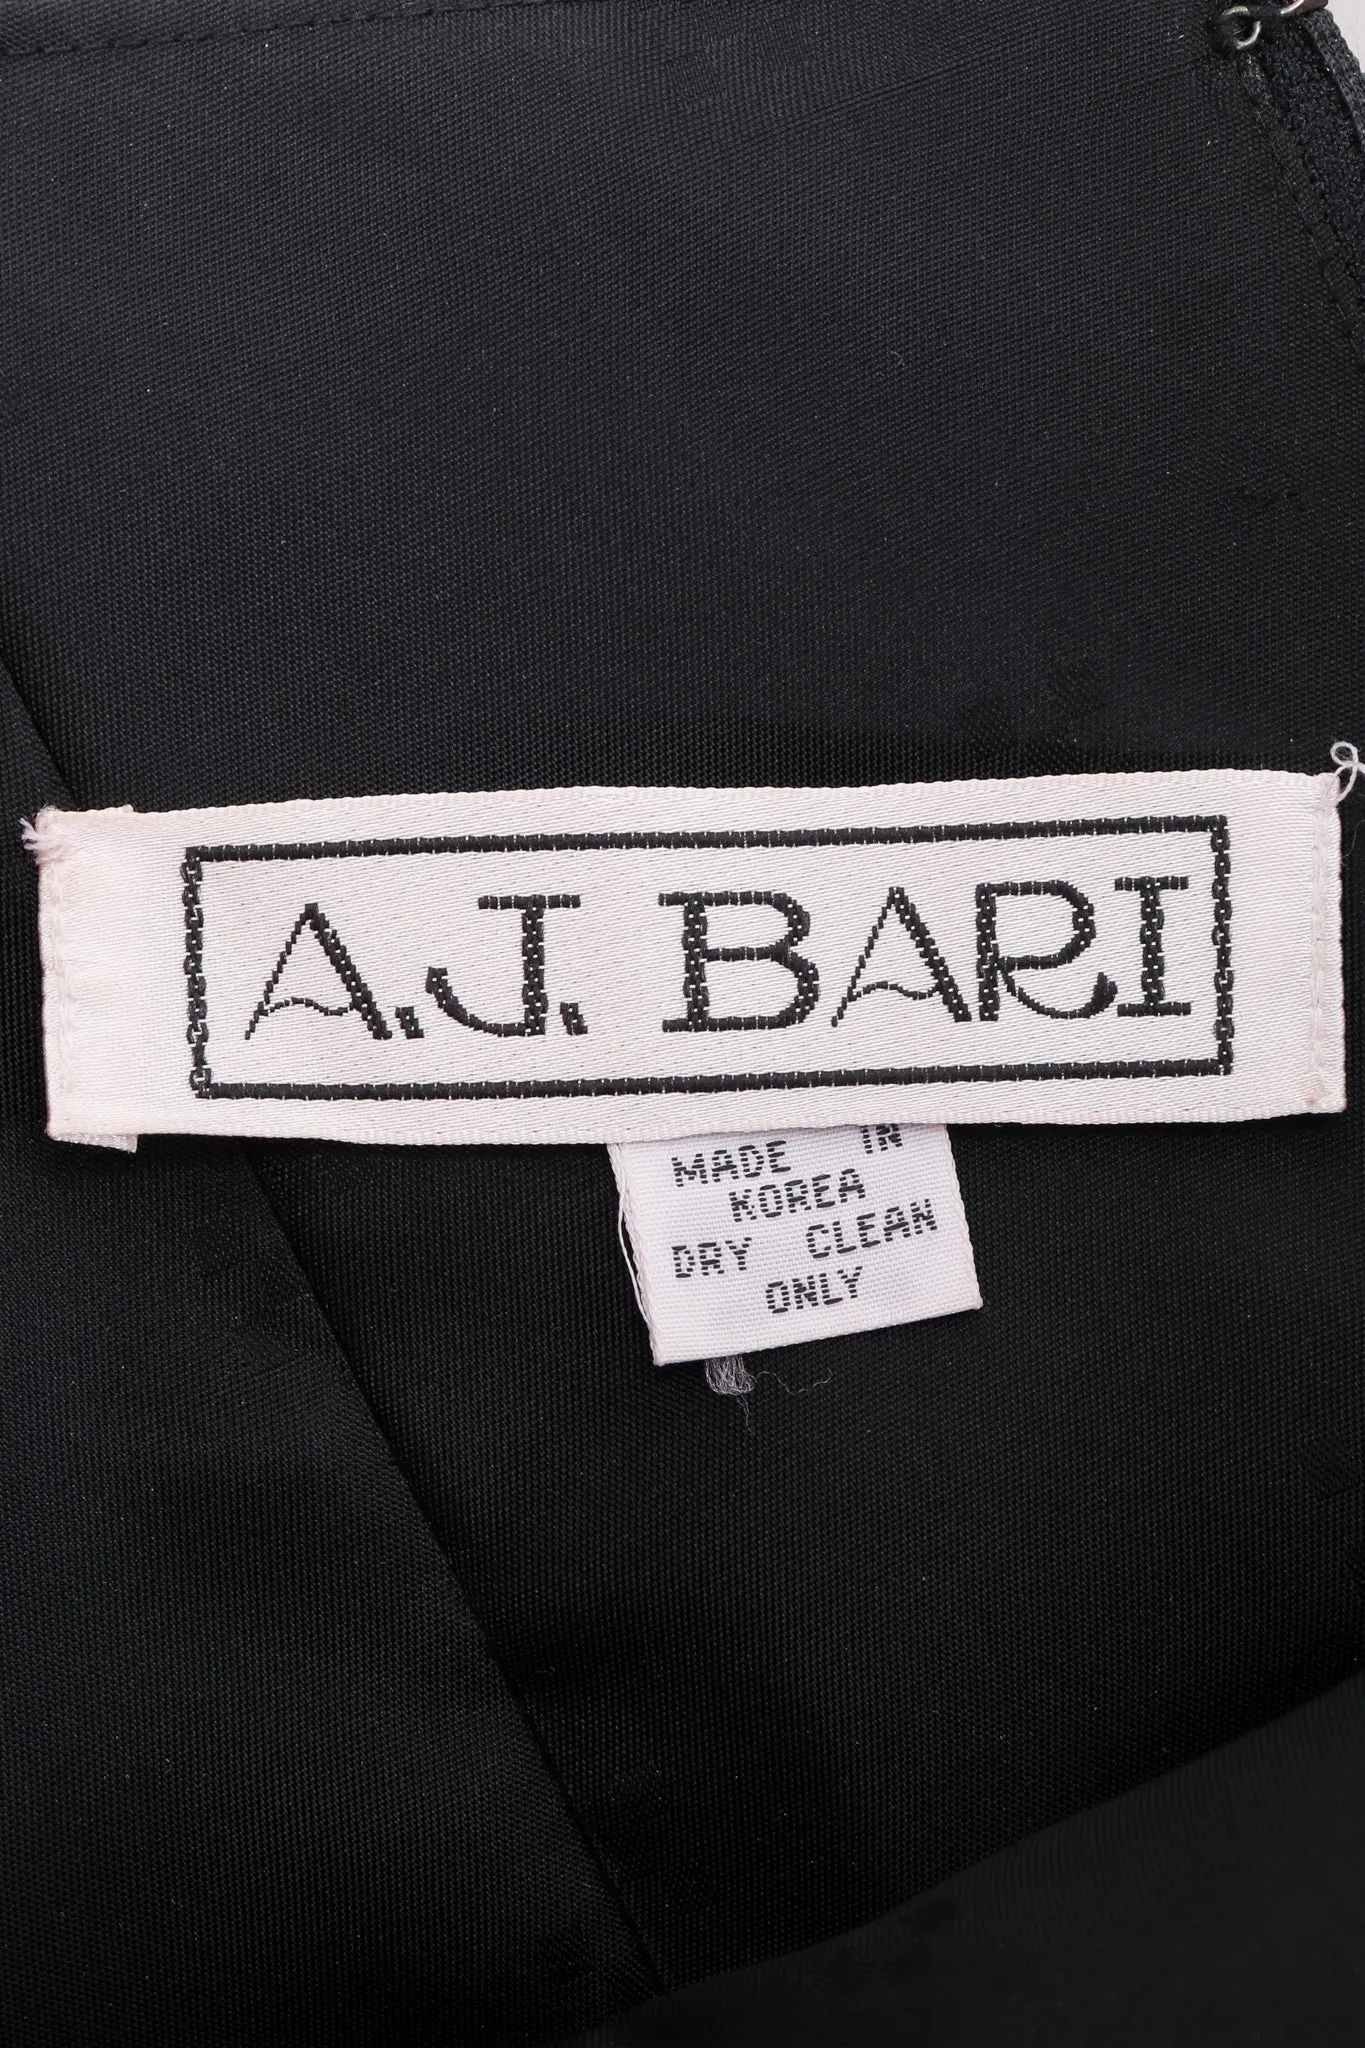 A.J. BARI
MADE IN
KOREA
DRY CLEAN
ONLY